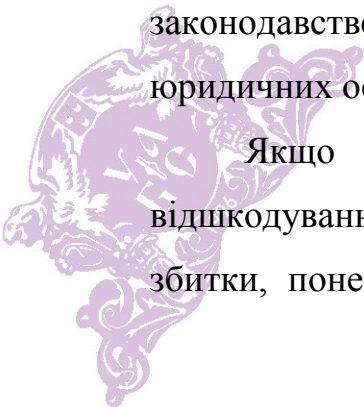 законодавство
юридичних ос
Якщо
відшкодуванн
збитки, поне